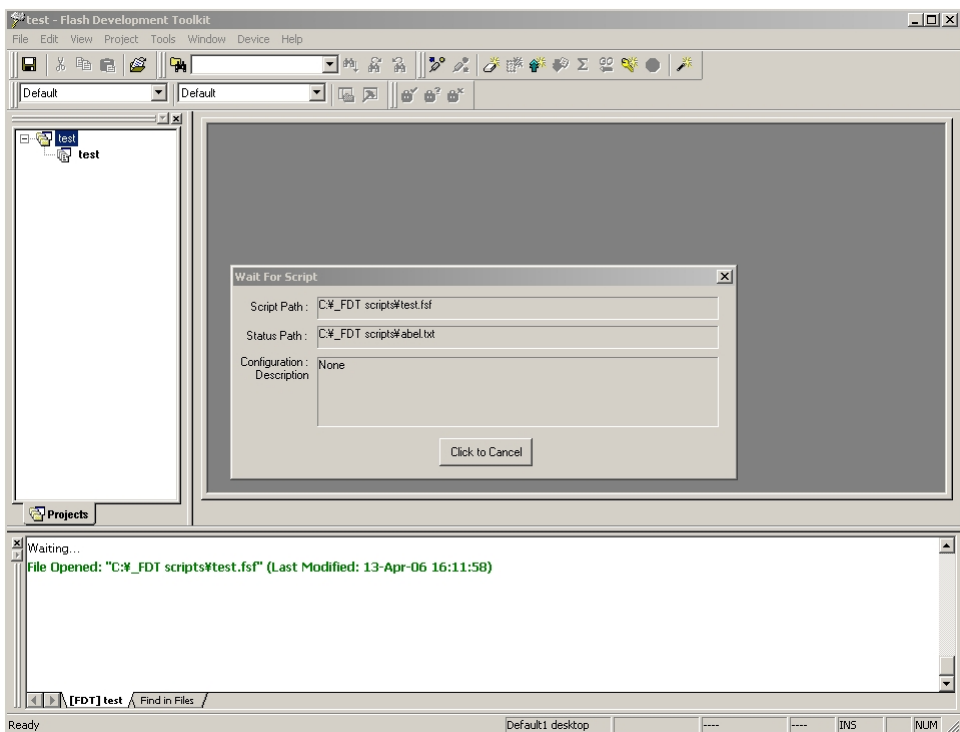 test - Flash Development Toolkit
File Edit View Project Tools Window Device Help
Default Default
test
test
Wait For Script
Script Path : C:¥_FDT scripts¥test.fsf
Status Path : C:¥_FDT scripts¥abel.txt
Configuration : None
Description
Click to Cancel
Projects
Waiting...
File Opened: "C:¥_FDT scripts¥test.fsf" (Last Modified: 13-Apr-06 16:11:58)
[FDT] test Find in Files
Ready Default1 desktop ---- ---- INS NUM